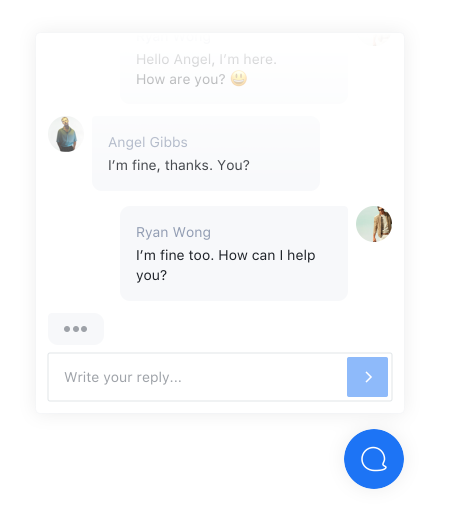 Hello Angel, I'm here.
How are you? 😃
Angel Gibbs
I'm fine, thanks. You?
Ryan Wong
I'm fine too. How can I help
you?
Write your reply...